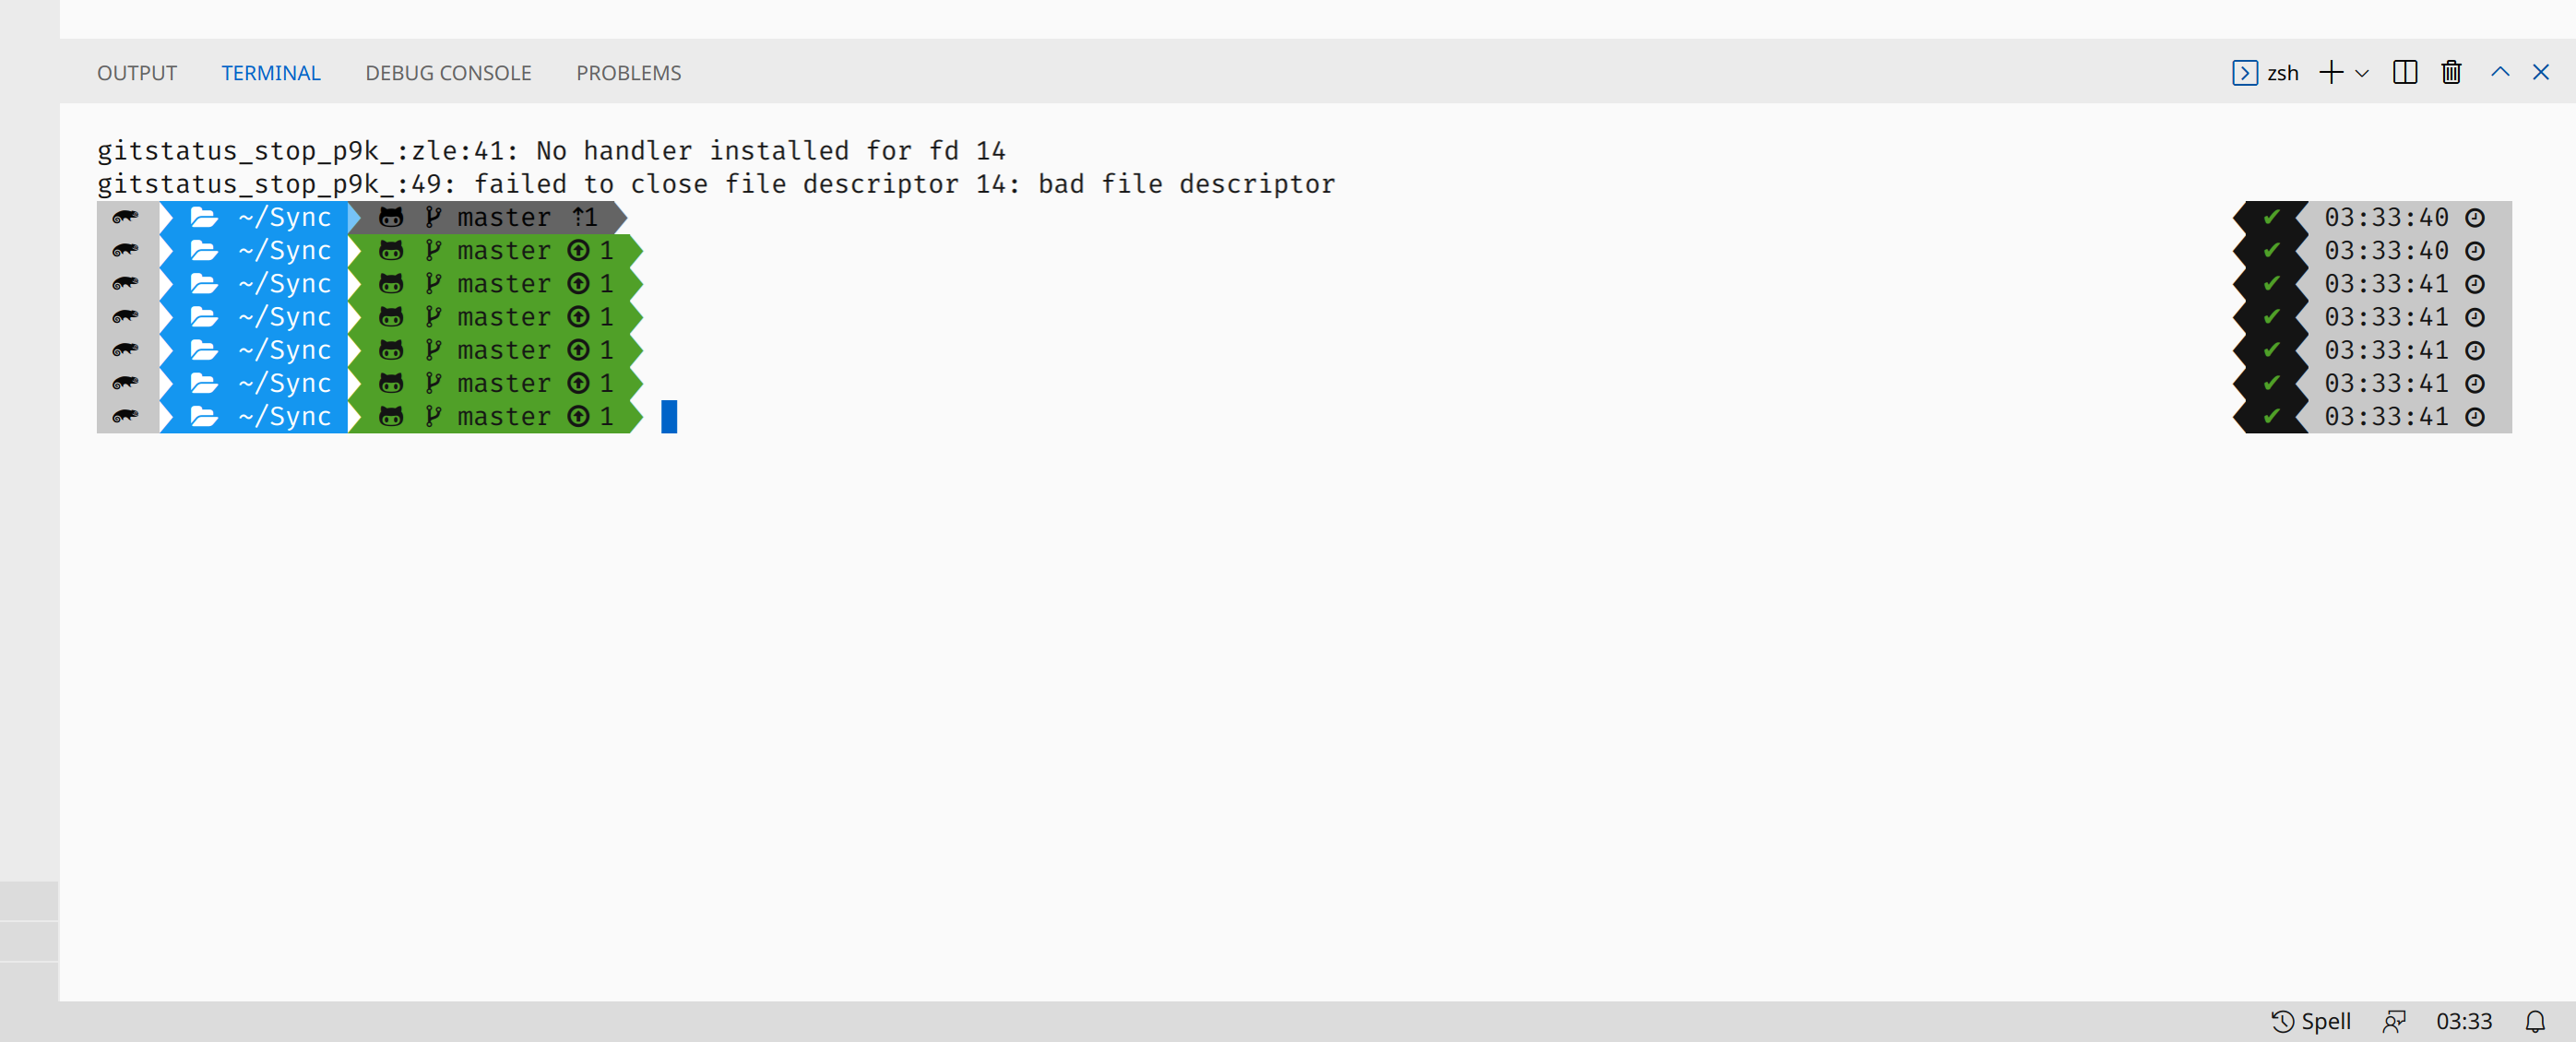 OUTPUT TERMINAL DEBUG CONSOLE PROBLEMS zsh
gitstatus_stop_p9k_:zle:41: No handler installed for fd 14
gitstatus_stop_p9k_:49: failed to close file descriptor 14: bad file descriptor
~/Sync master ⇡1 ✔ 03:33:40
~/Sync master 1 ✔ 03:33:40
~/Sync master 1 ✔ 03:33:41
~/Sync master 1 ✔ 03:33:41
~/Sync master 1 ✔ 03:33:41
~/Sync master 1 ✔ 03:33:41
~/Sync master 1 ✔ 03:33:41
Spell 03:33